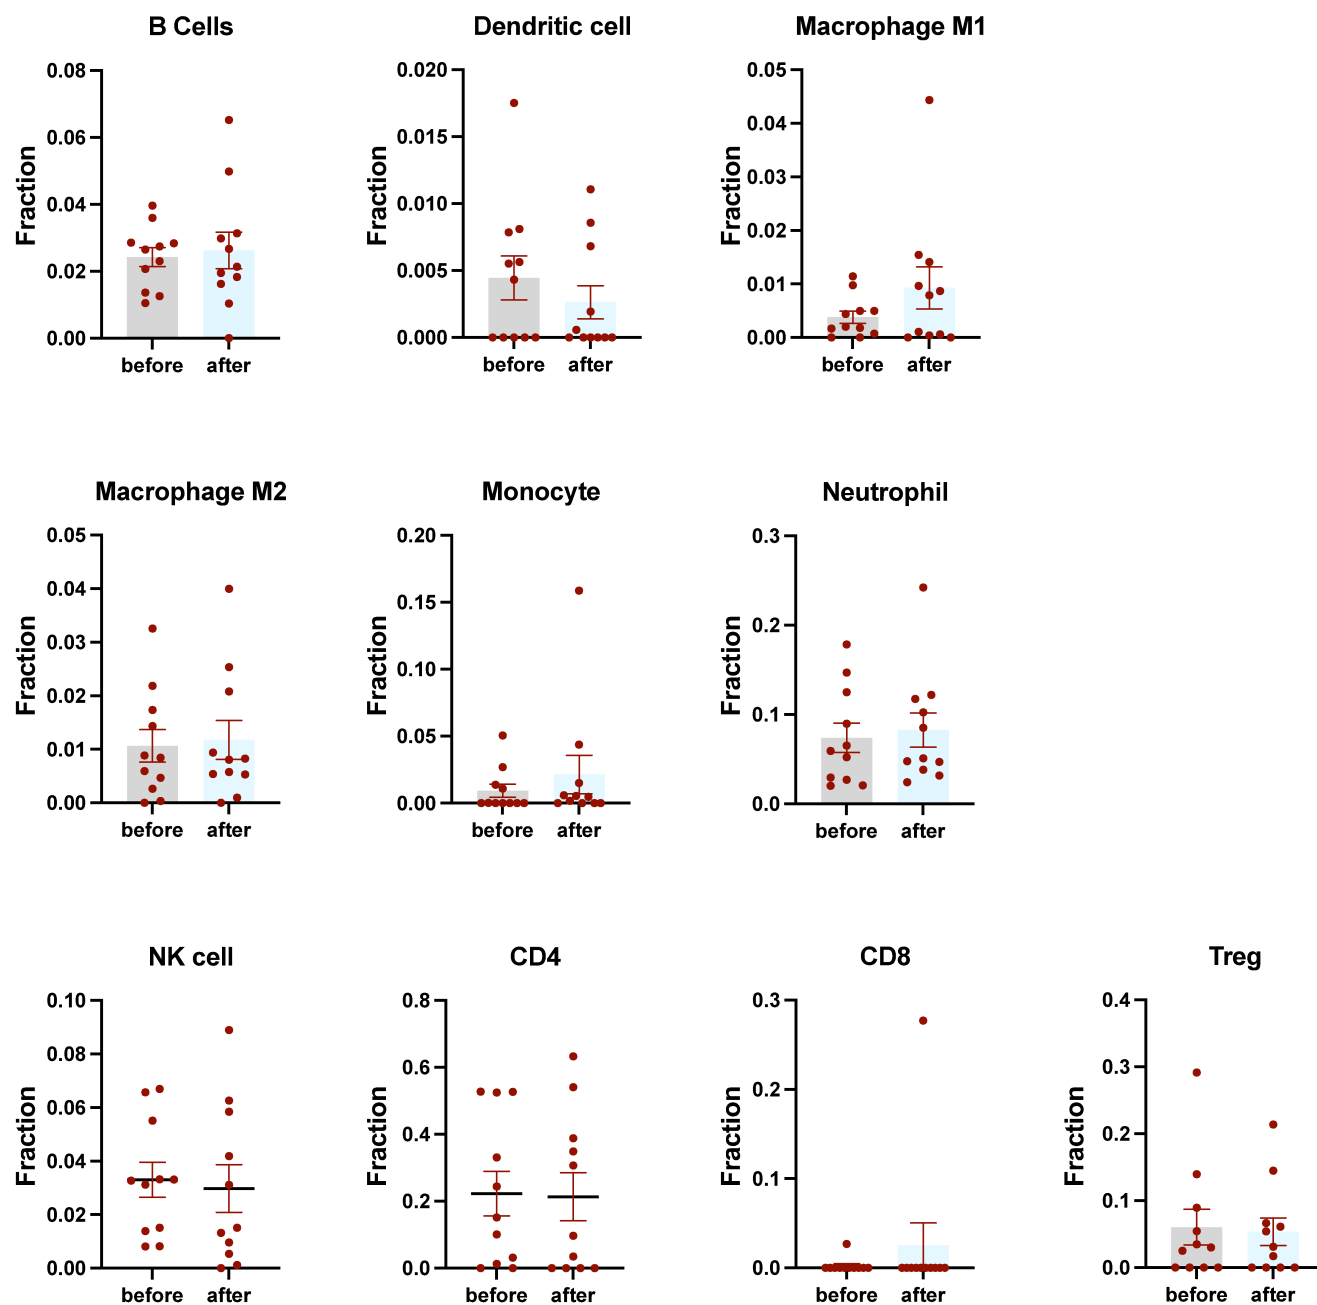 B Cells
Fraction
0.08
0.06
0.04
0.02
0.00
before after
Dendritic cell
Fraction
0.020
0.015
0.010
0.005
0.000
before after
Macrophage M1
Fraction
0.05
0.04
0.03
0.02
0.01
0.00
before after
Macrophage M2
Fraction
0.05
0.04
0.03
0.02
0.01
0.00
before after
Monocyte
Fraction
0.20
0.15
0.10
0.05
0.00
before after
Neutrophil
Fraction
0.3
0.2
0.1
0.0
before after
NK cell
Fraction
0.10
0.08
0.06
0.04
0.02
0.00
before after
CD4
Fraction
0.8
0.6
0.4
0.2
0.0
before after
CD8
Fraction
0.3
0.2
0.1
0.0
before after
Treg
Fraction
0.4
0.3
0.2
0.1
0.0
before after